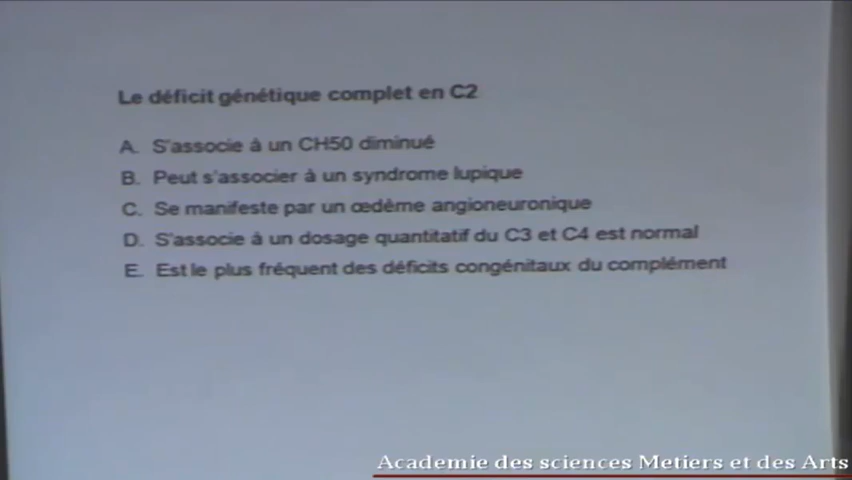 Le déficit génétique complet en C2
A. S'associe à un CH50 diminué
B. Peut s'associer à un syndrome lupique
C. Se manifeste par un œdème angioneuronique
D. S'associe à un dosage quantitatif du C3 et C4 est normal
E. Est le plus fréquent des déficits congénitaux du complément
Academie des sciences Metiers et des Arts